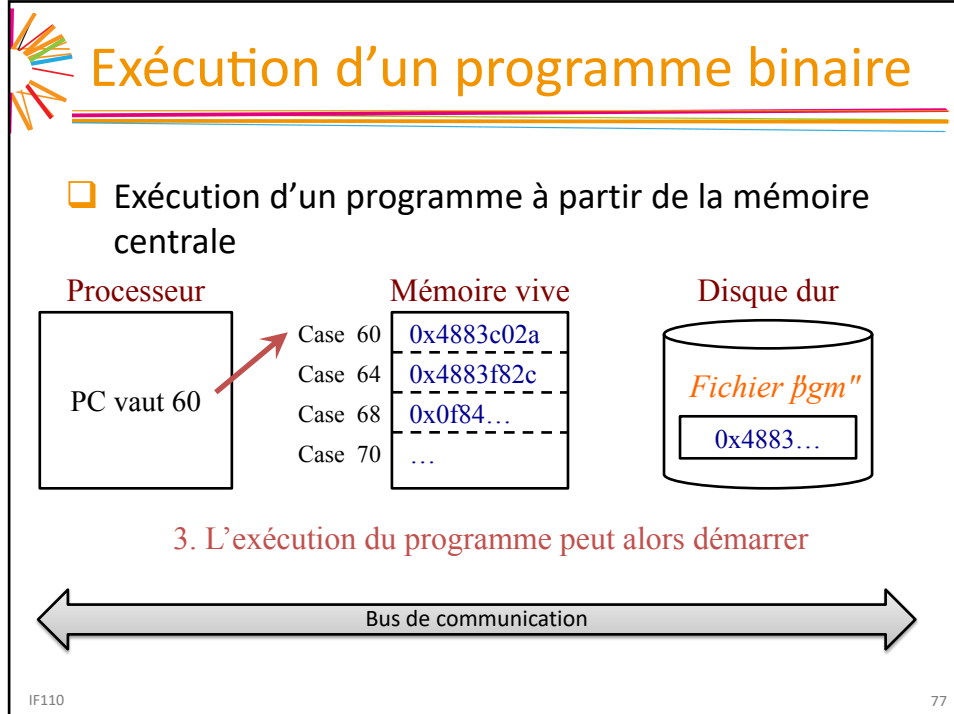 Exécution d’un programme binaire
Exécution d’un programme à partir de la mémoire
centrale
Processeur
Mémoire vive
Disque dur
PC vaut 60
Case 60 0x4883c02a
Case 64 0x4883f82c
Case 68 0x0f84…
Case 70 …
Fichier "pgm"
0x4883…
3. L’exécution du programme peut alors démarrer
Bus de communication
IF110
77